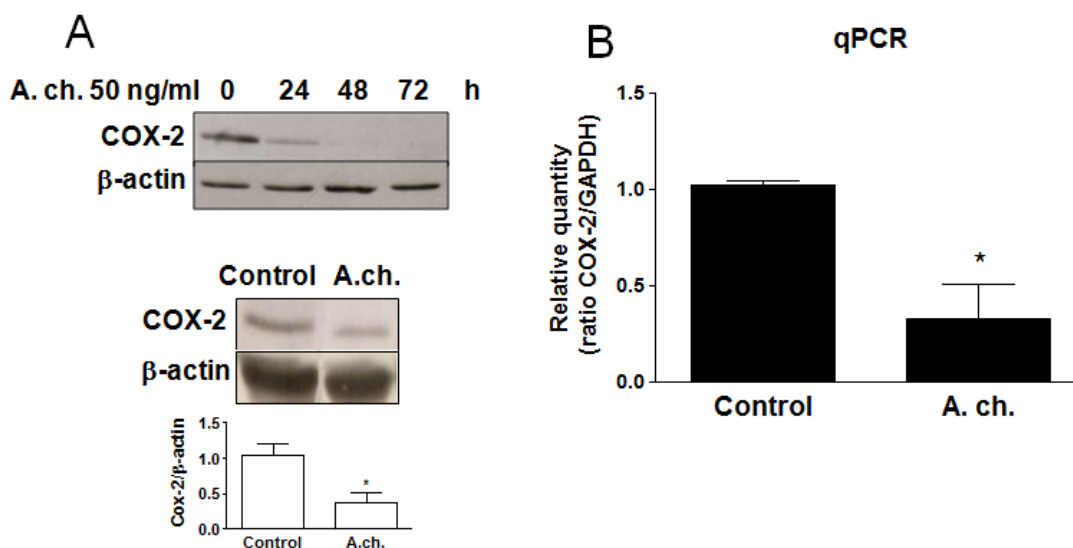 A
A. ch. 50 ng/ml 0 24 48 72 h
COX-2
β-actin
Control A.ch.
COX-2
β-actin
Cox-2/β-actin
1.5
1.0
0.5
0.0
Control A.ch.
*
B
qPCR
Relative quantity
(ratio COX-2/GAPDH)
1.5
1.0
0.5
0.0
*
Control A. ch.